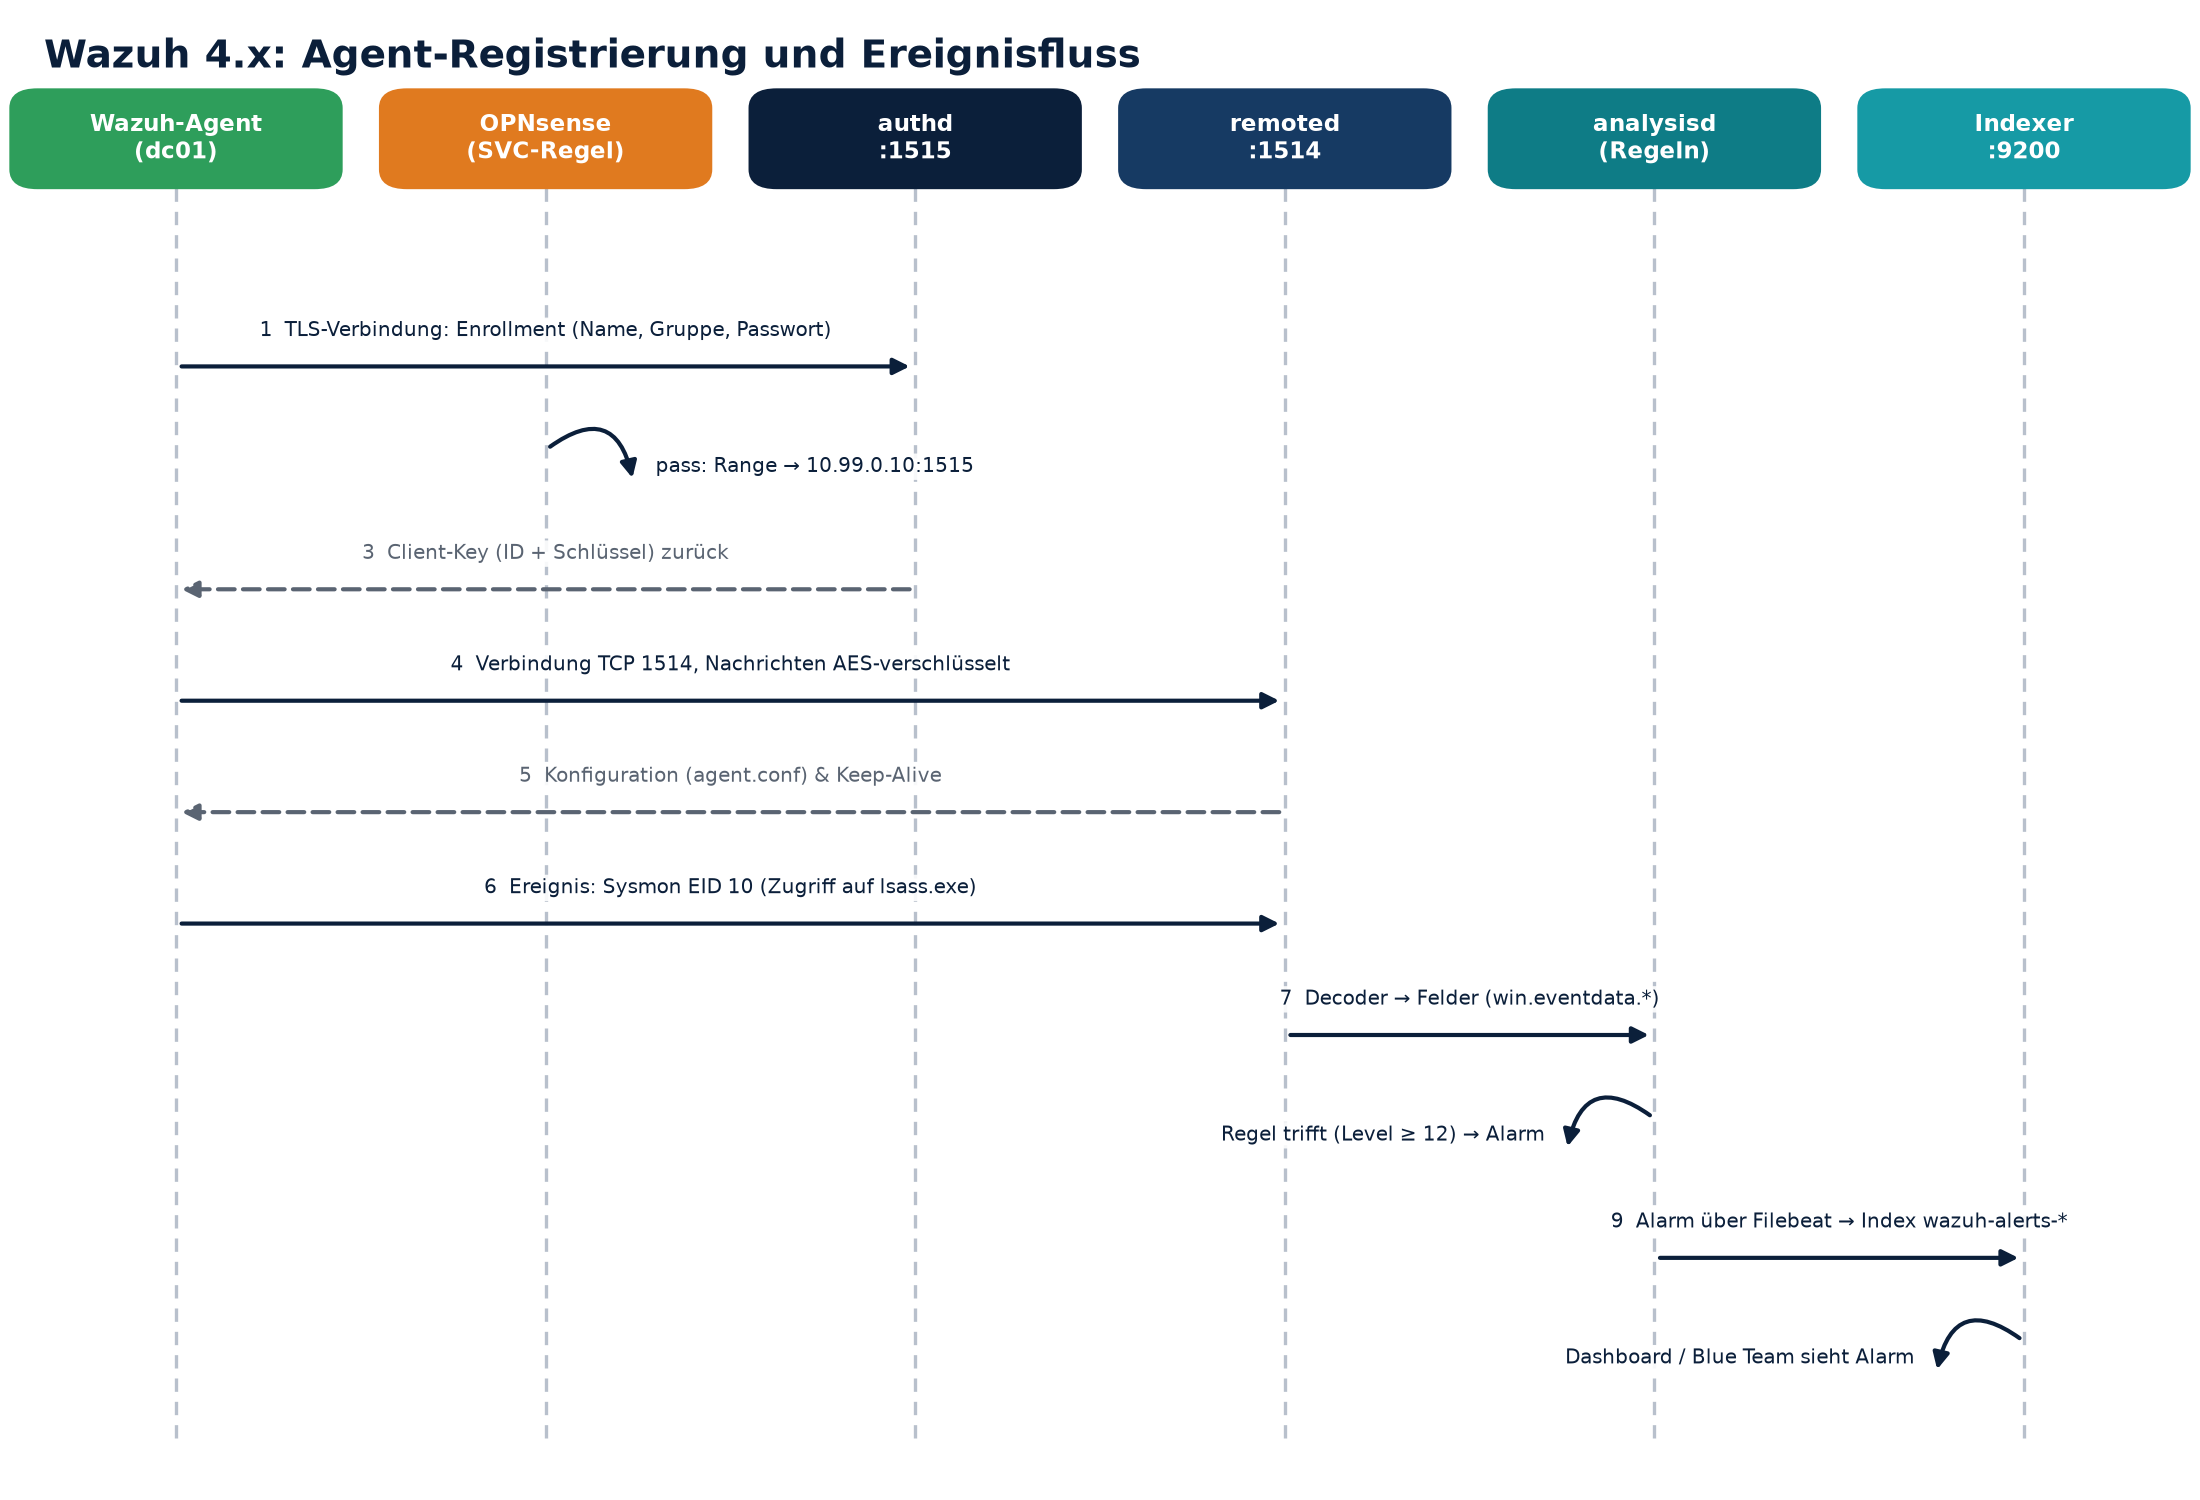 Wazuh 4.x: Agent-Registrierung und Ereignisfluss
Wazuh-Agent
(dc01)
OPNsense
(SVC-Regel)
authd
:1515
remoted
:1514
analysisd
(Regeln)
Indexer
:9200
1 TLS-Verbindung: Enrollment (Name, Gruppe, Passwort)
pass: Range → 10.99.0.10:1515
3 Client-Key (ID + Schlüssel) zurück
4 Verbindung TCP 1514, Nachrichten AES-verschlüsselt
5 Konfiguration (agent.conf) & Keep-Alive
6 Ereignis: Sysmon EID 10 (Zugriff auf lsass.exe)
7 Decoder → Felder (win.eventdata.*)
Regel trifft (Level ≥ 12) → Alarm
9 Alarm über Filebeat → Index wazuh-alerts-*
Dashboard / Blue Team sieht Alarm